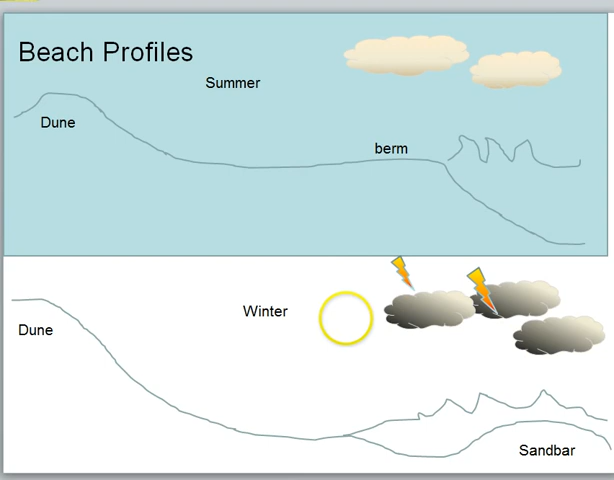 Beach Profiles
Summer
Dune
berm
Winter
Dune
Sandbar